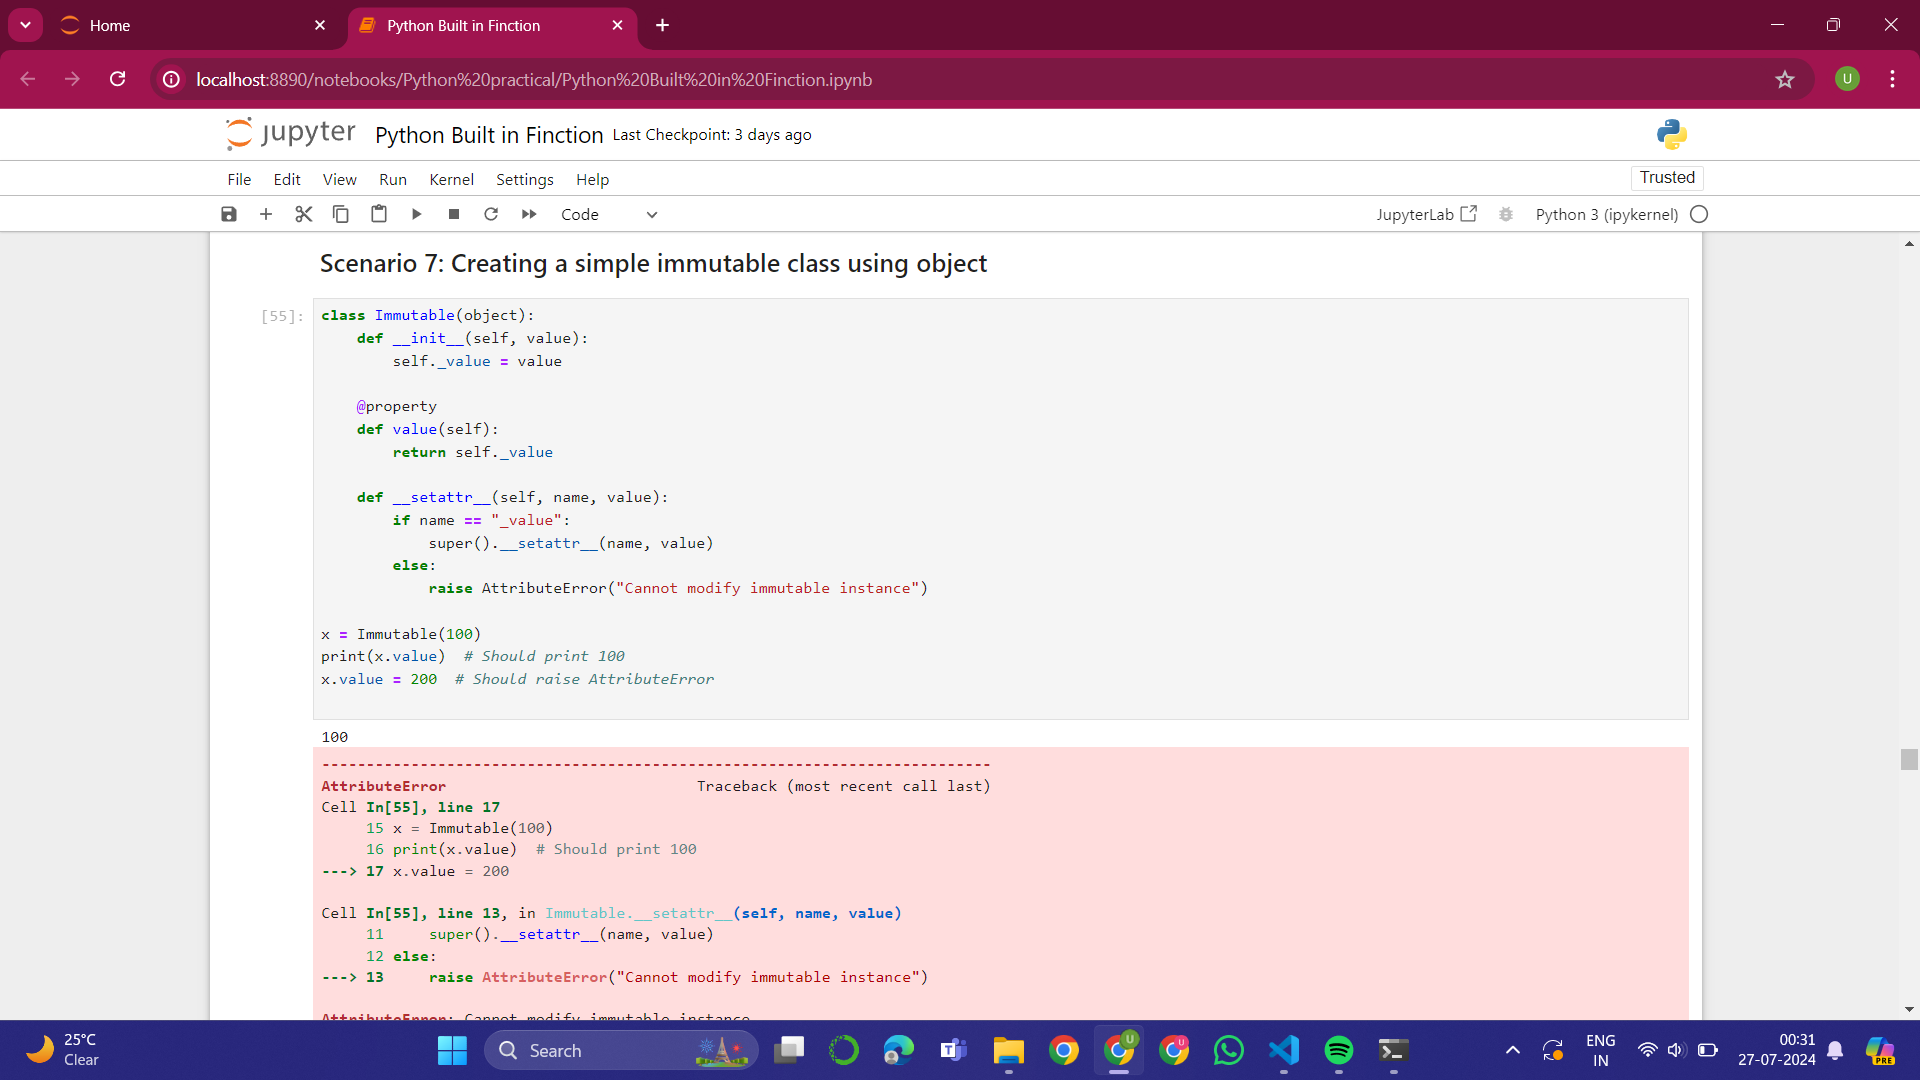 Home
Python Built in Finction
localhost:8890/notebooks/Python%20practical/Python%20Built%20in%20Finction.ipynb
U
jupyter Python Built in Finction Last Checkpoint: 3 days ago
File Edit View Run Kernel Settings Help
Trusted
Code
JupyterLab
Python 3 (ipykernel)
Scenario 7: Creating a simple immutable class using object
[55]:
class Immutable(object):
    def __init__(self, value):
        self._value = value

    @property
    def value(self):
        return self._value

    def __setattr__(self, name, value):
        if name == "_value":
            super().__setattr__(name, value)
        else:
            raise AttributeError("Cannot modify immutable instance")

x = Immutable(100)
print(x.value)  # Should print 100
x.value = 200  # Should raise AttributeError
100
---------------------------------------------------------------------------
AttributeError                            Traceback (most recent call last)
Cell In[55], line 17
     15 x = Immutable(100)
     16 print(x.value)  # Should print 100
---> 17 x.value = 200

Cell In[55], line 13, in Immutable.__setattr__(self, name, value)
     11     super().__setattr__(name, value)
     12 else:
---> 13     raise AttributeError("Cannot modify immutable instance")

AttributeError: Cannot modify immutable instance
25°C
Clear
Search
U
U
ENG
IN
00:31
27-07-2024
PRE